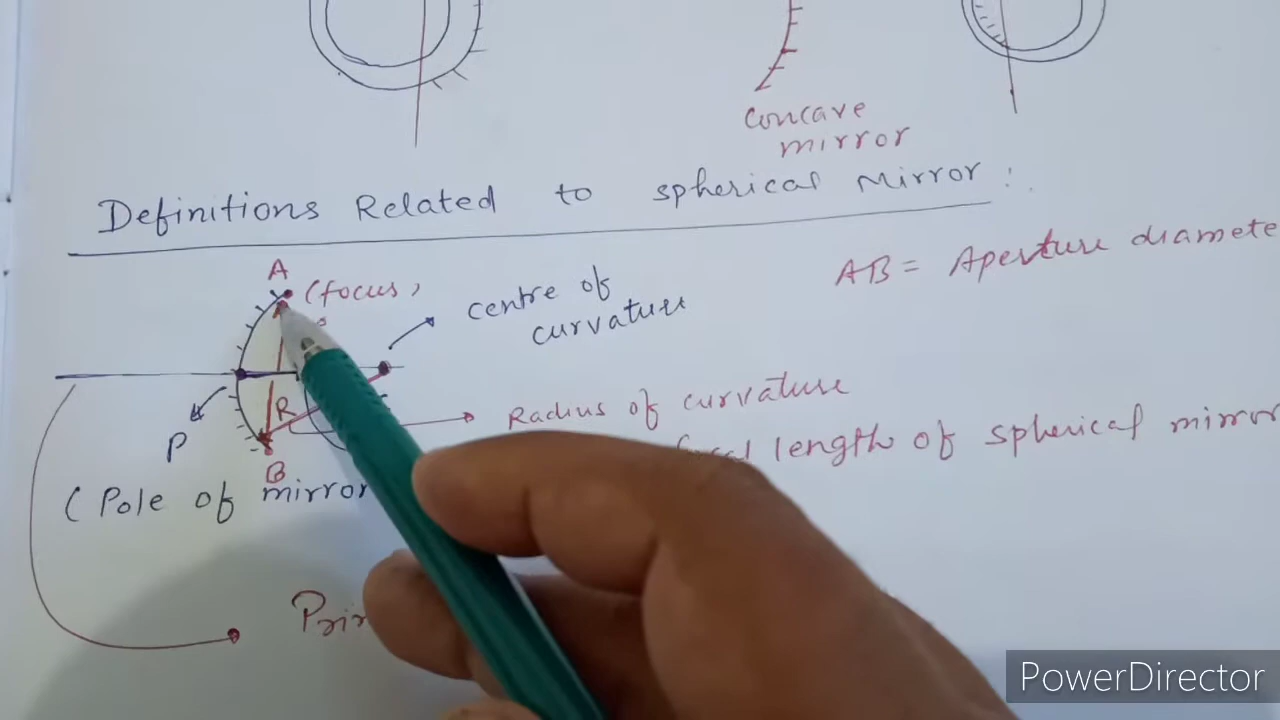 Concave
mirror
Definitions Related to spherical Mirror :
A
(focus)
centre of
curvature
AB = Aperture diamete
R
Radius of curvature
length of spherical mirror
P
B
(Pole of mirror
Prin
PowerDirector